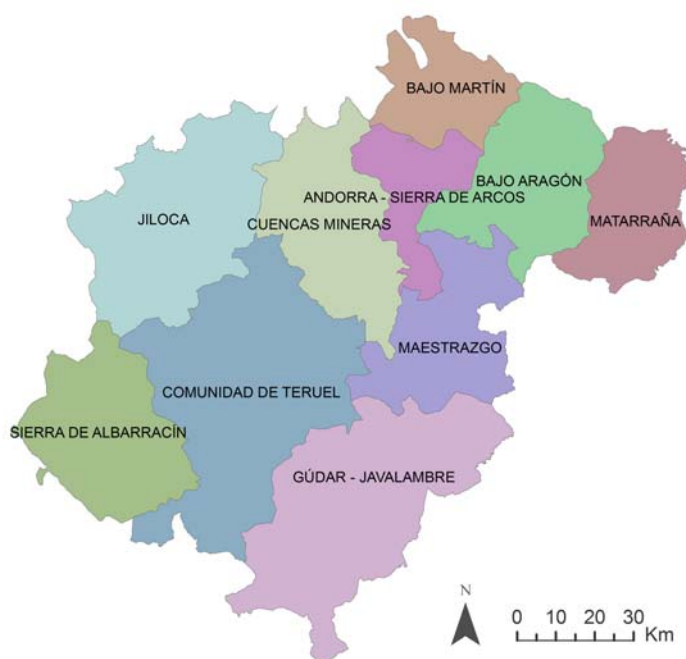 BAJO MARTÍN
BAJO ARAGÓN
ANDORRA - SIERRA DE ARCOS
JILOCA
CUENCAS MINERAS
MATARRAÑA
MAESTRAZGO
COMUNIDAD DE TERUEL
SIERRA DE ALBARRACÍN
GÚDAR - JAVALAMBRE
N
0 5 10 20 30
Km